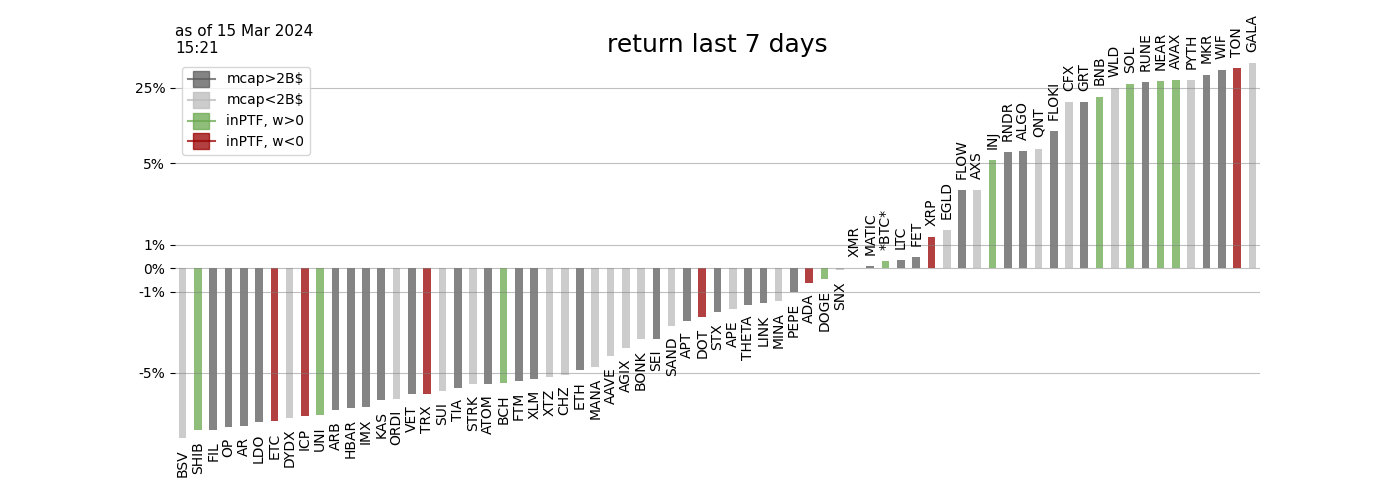 as of 15 Mar 2024
15:21
return last 7 days
mcap>2B$
mcap<2B$
inPTF, w>0
inPTF, w<0
25%
5%
1%
0%
-1%
-5%
BSV
SHIB
FIL
OP
AR
LDO
ETC
DYDX
ICP
UNI
ARB
HBAR
IMX
KAS
ORDI
VET
TRX
SUI
TIA
STRK
ATOM
BCH
FTM
XLM
XTZ
CHZ
ETH
MANA
AAVE
AGIX
BONK
SEI
SAND
APT
DOT
STX
APE
THETA
LINK
MINA
PEPE
ADA
DOGE
SNX
XMR
MATIC
*BTC*
LTC
FET
XRP
EGLD
FLOW
AXS
INJ
RNDR
ALGO
QNT
FLOKI
CFX
GRT
BNB
WLD
SOL
RUNE
NEAR
AVAX
PYTH
MKR
WIF
TON
GALA